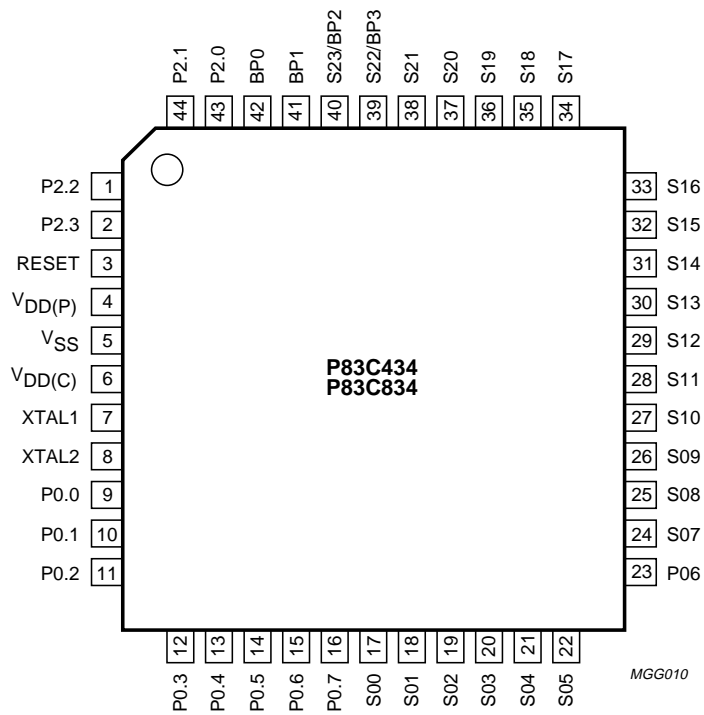 P2.1
P2.0
BP0
BP1
S23/BP2
S22/BP3
S21
S20
S19
S18
S17
44
43
42
41
40
39
38
37
36
35
34
P2.2 1
P2.3 2
RESET 3
VDD(P) 4
VSS 5
VDD(C) 6
XTAL1 7
XTAL2 8
P0.0 9
P0.1 10
P0.2 11
P83C434
P83C834
33 S16
32 S15
31 S14
30 S13
29 S12
28 S11
27 S10
26 S09
25 S08
24 S07
23 P06
12
13
14
15
16
17
18
19
20
21
22
P0.3
P0.4
P0.5
P0.6
P0.7
S00
S01
S02
S03
S04
S05
MGG010